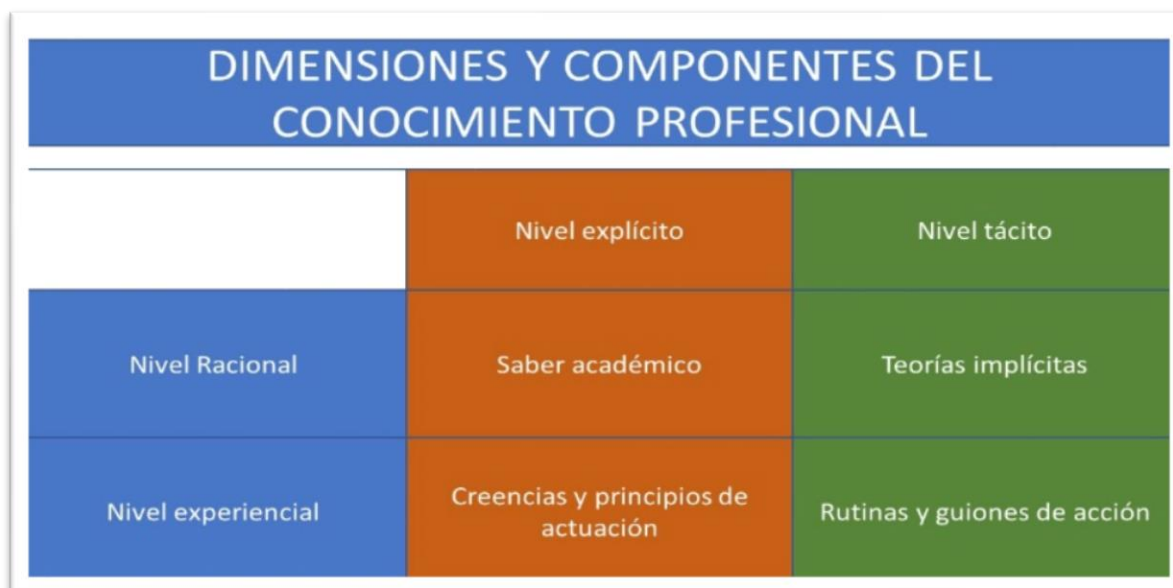 DIMENSIONES Y COMPONENTES DEL
CONOCIMIENTO PROFESIONAL
Nivel explícito
Nivel tácito
Nivel Racional
Saber académico
Teorías implícitas
Nivel experiencial
Creencias y principios de
actuación
Rutinas y guiones de acción